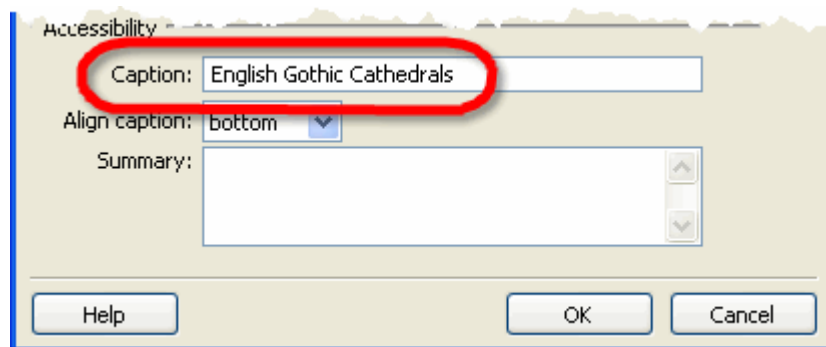 Accessibility
Caption: English Gothic Cathedrals
Align caption: bottom
Summary:
Help OK Cancel